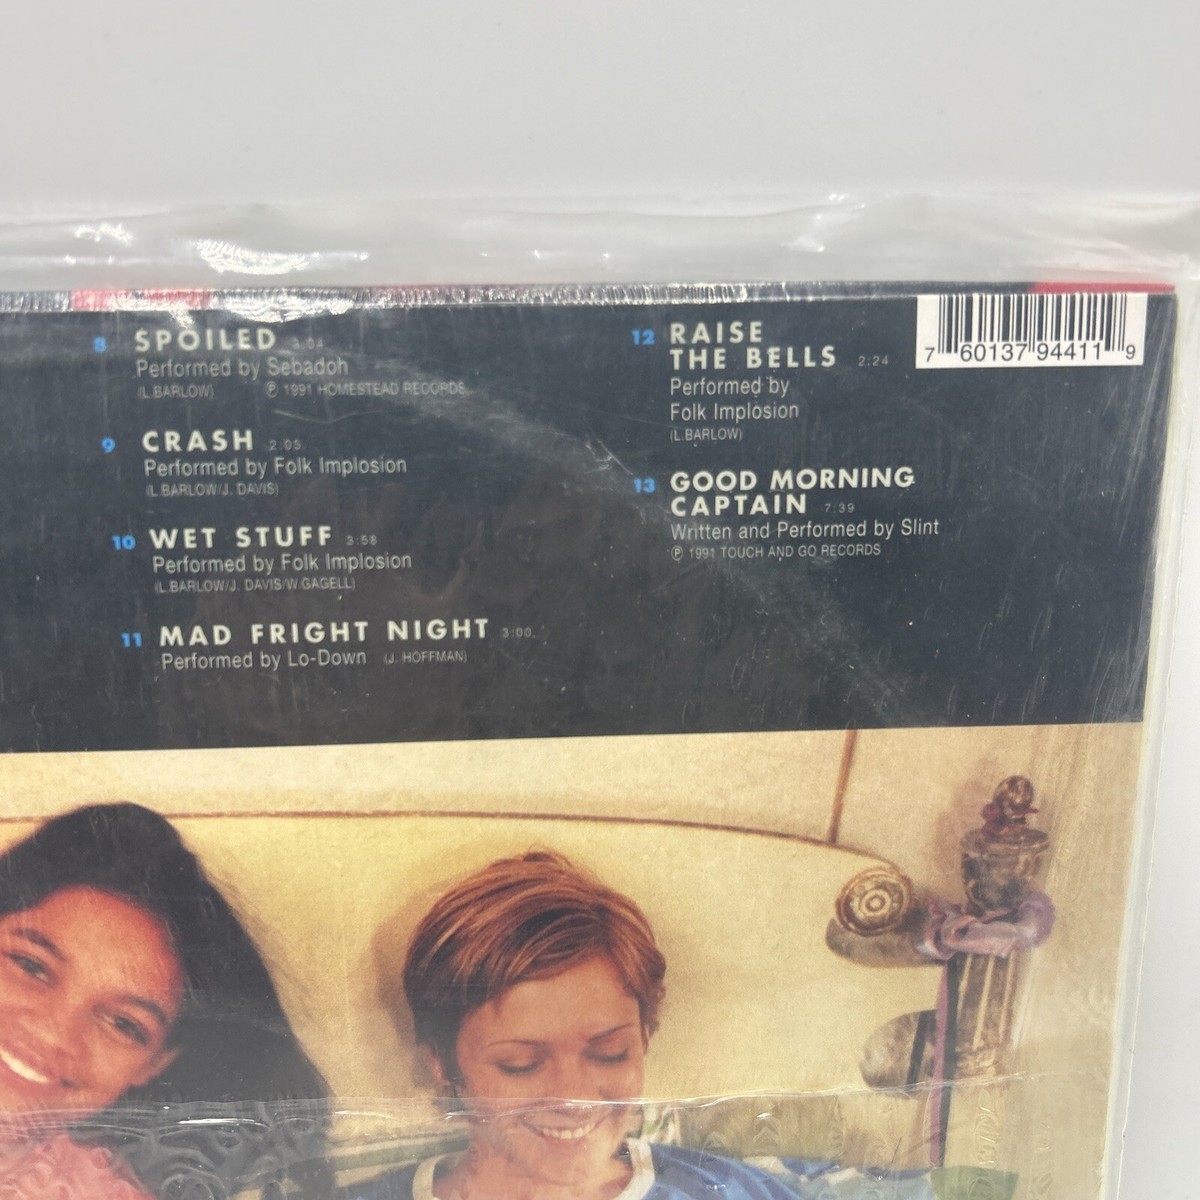 8 SPOILED 3:04
Performed by Sebadoh
(L.BARLOW) ℗ 1991 HOMESTEAD RECORDS
9 CRASH 2:05
Performed by Folk Implosion
(L.BARLOW/J. DAVIS)
10 WET STUFF 3:58
Performed by Folk Implosion
(L.BARLOW/J. DAVIS/W.GAGELL)
11 MAD FRIGHT NIGHT 3:00
Performed by Lo-Down (J. HOFFMAN)
12 RAISE
THE BELLS 2:24
Performed by
Folk Implosion
(L.BARLOW)
13 GOOD MORNING
CAPTAIN 7:39
Written and Performed by Slint
℗ 1991 TOUCH AND GO RECORDS
7 60137 94411 9